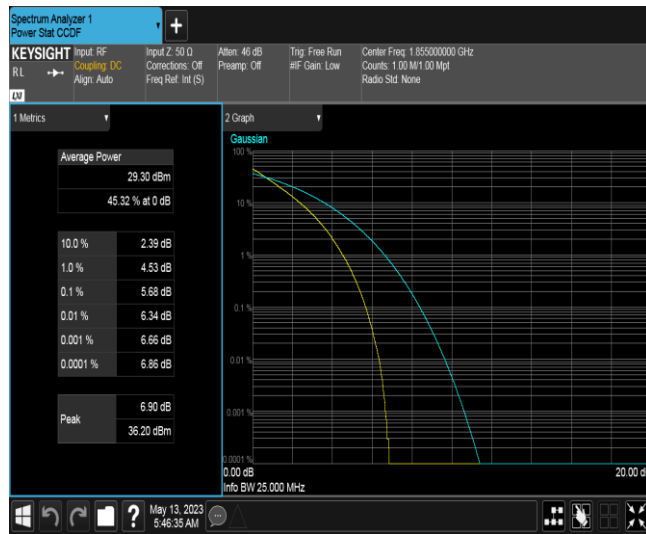 Spectrum Analyzer 1
Power Stat CCDF
+
KEYSIGHT
RL
LXI
Input: RF
Coupling: DC
Align: Auto
Input Z: 50 Ω
Corrections: Off
Freq Ref: Int (S)
Atten: 46 dB
Preamp: Off
Trig: Free Run
#IF Gain: Low
Center Freq: 1.855000000 GHz
Counts: 1.00 M/1.00 Mpt
Radio Std: None
1 Metrics
Average Power
29.30 dBm
45.32 % at 0 dB
10.0 % 2.39 dB
1.0 % 4.53 dB
0.1 % 5.68 dB
0.01 % 6.34 dB
0.001 % 6.66 dB
0.0001 % 6.86 dB
Peak
6.90 dB
36.20 dBm
2 Graph
Gaussian
100 %
10 %
1 %
0.1 %
0.01 %
0.001 %
0.0001 %
0.00 dB 20.00 d
Info BW 25.000 MHz
?
May 13, 2023
5:46:35 AM